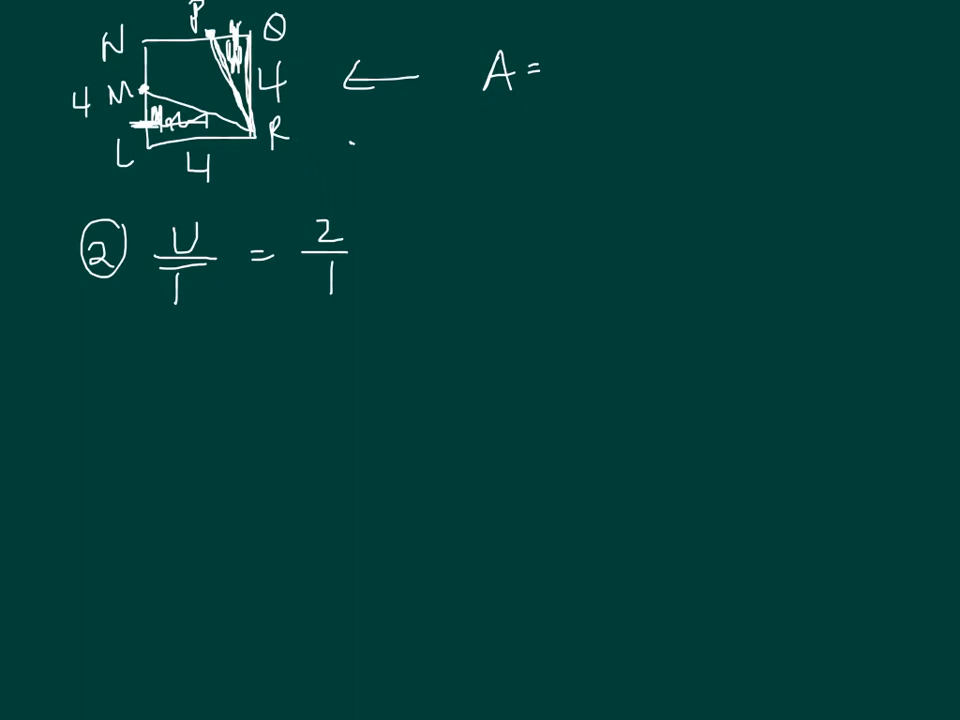 P
N Q
4 M 4 ← A =
L R
4
② U/1 = 2/1